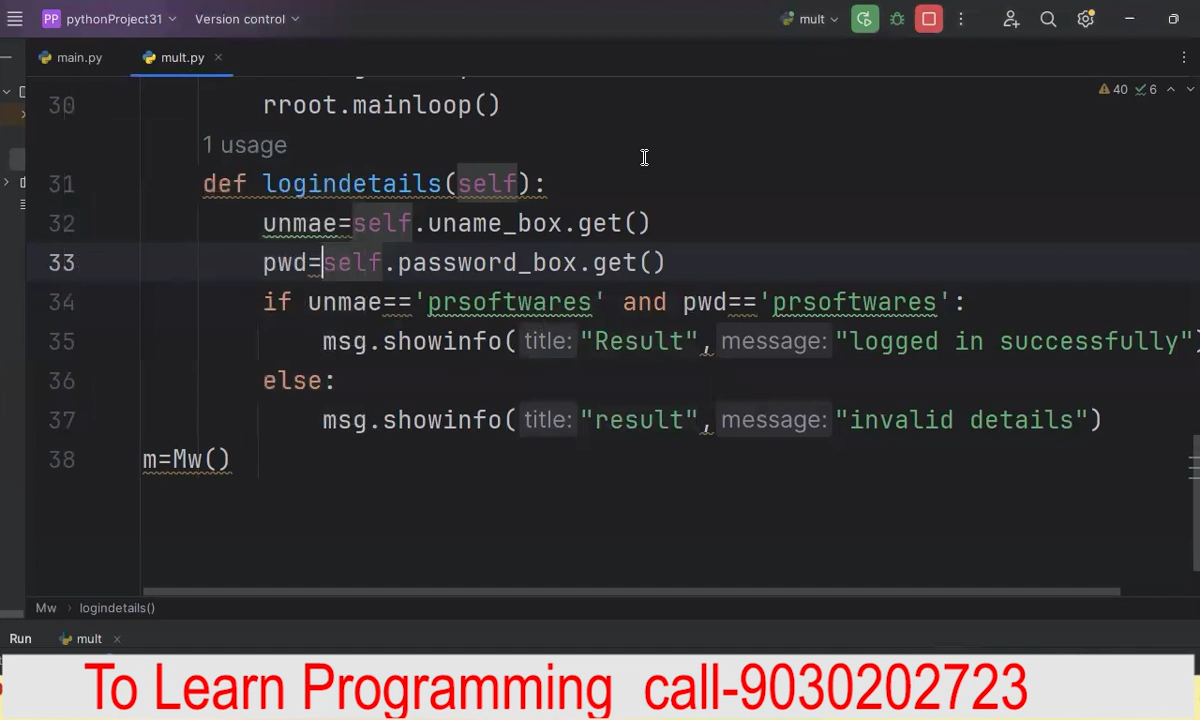 PP pythonProject31 Version control mult
main.py mult.py
40 6
30 rroot.mainloop()
1 usage
31 def logindetails(self):
32 unmae=self.uname_box.get()
33 pwd=self.password_box.get()
34 if unmae=='prsoftwares' and pwd=='prsoftwares':
35 msg.showinfo( title: "Result", message: "logged in successfully"
36 else:
37 msg.showinfo( title: "result", message: "invalid details")
38 m=Mw()
Mw › logindetails()
Run mult
To Learn Programming call-9030202723